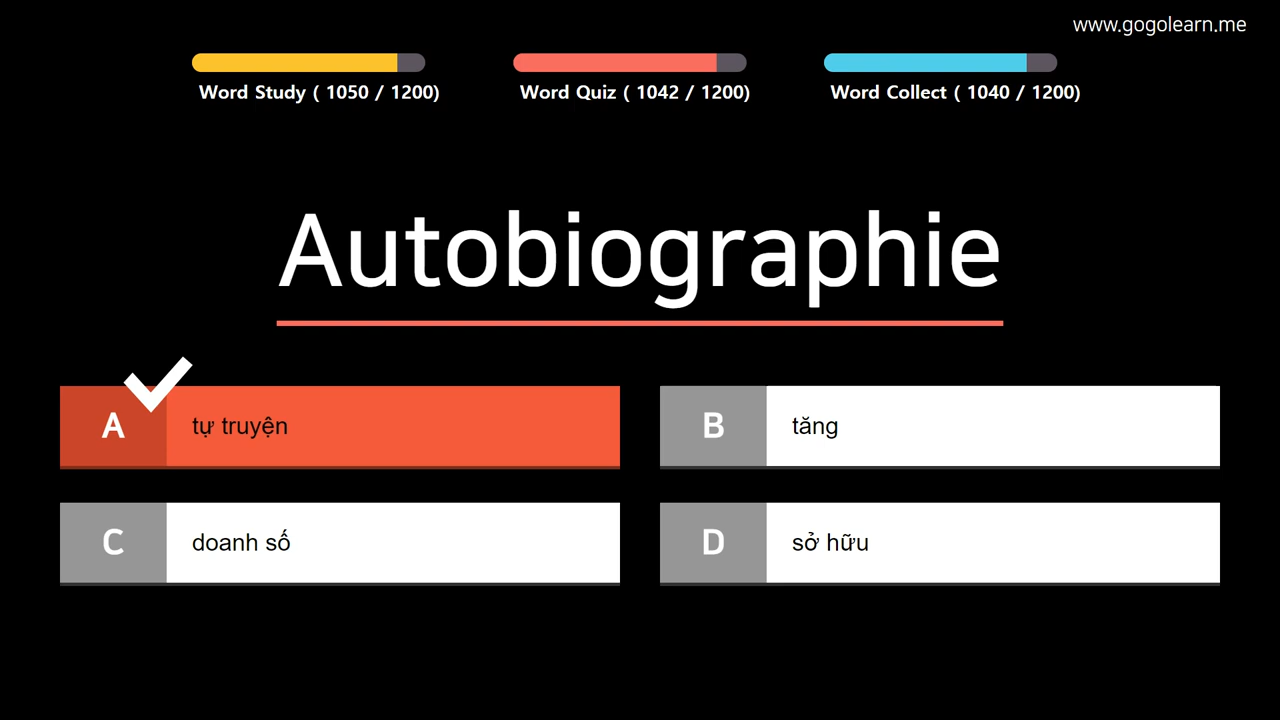 www.gogolearn.me
Word Study ( 1050 / 1200)
Word Quiz ( 1042 / 1200)
Word Collect ( 1040 / 1200)
Autobiographie
A tự truyện
B tăng
C doanh số
D sở hữu